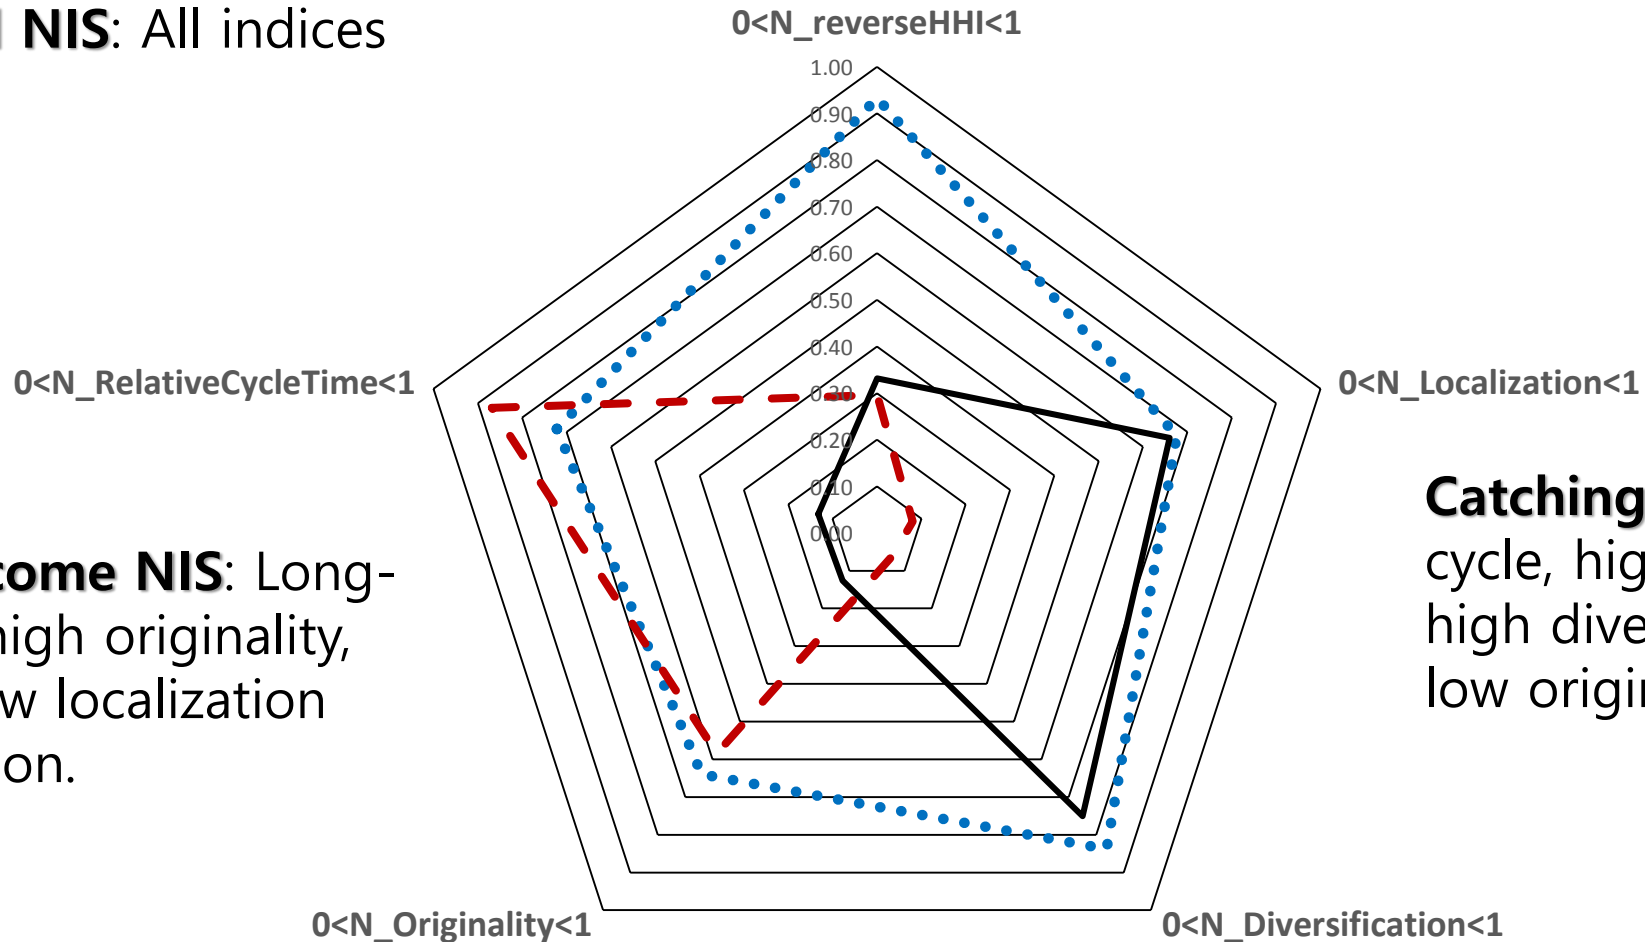 NIS: All indices
0<N_reverseHHI<1
1.00
0.90
0.80
0.70
0.60
0.50
0.40
0.30
0.20
0.10
0.00
0<N_RelativeCycleTime<1
0<N_Localization<1
come NIS: Long-
high originality,
w localization
on.
Catching
cycle, hig
high dive
low origin
0<N_Originality<1
0<N_Diversification<1